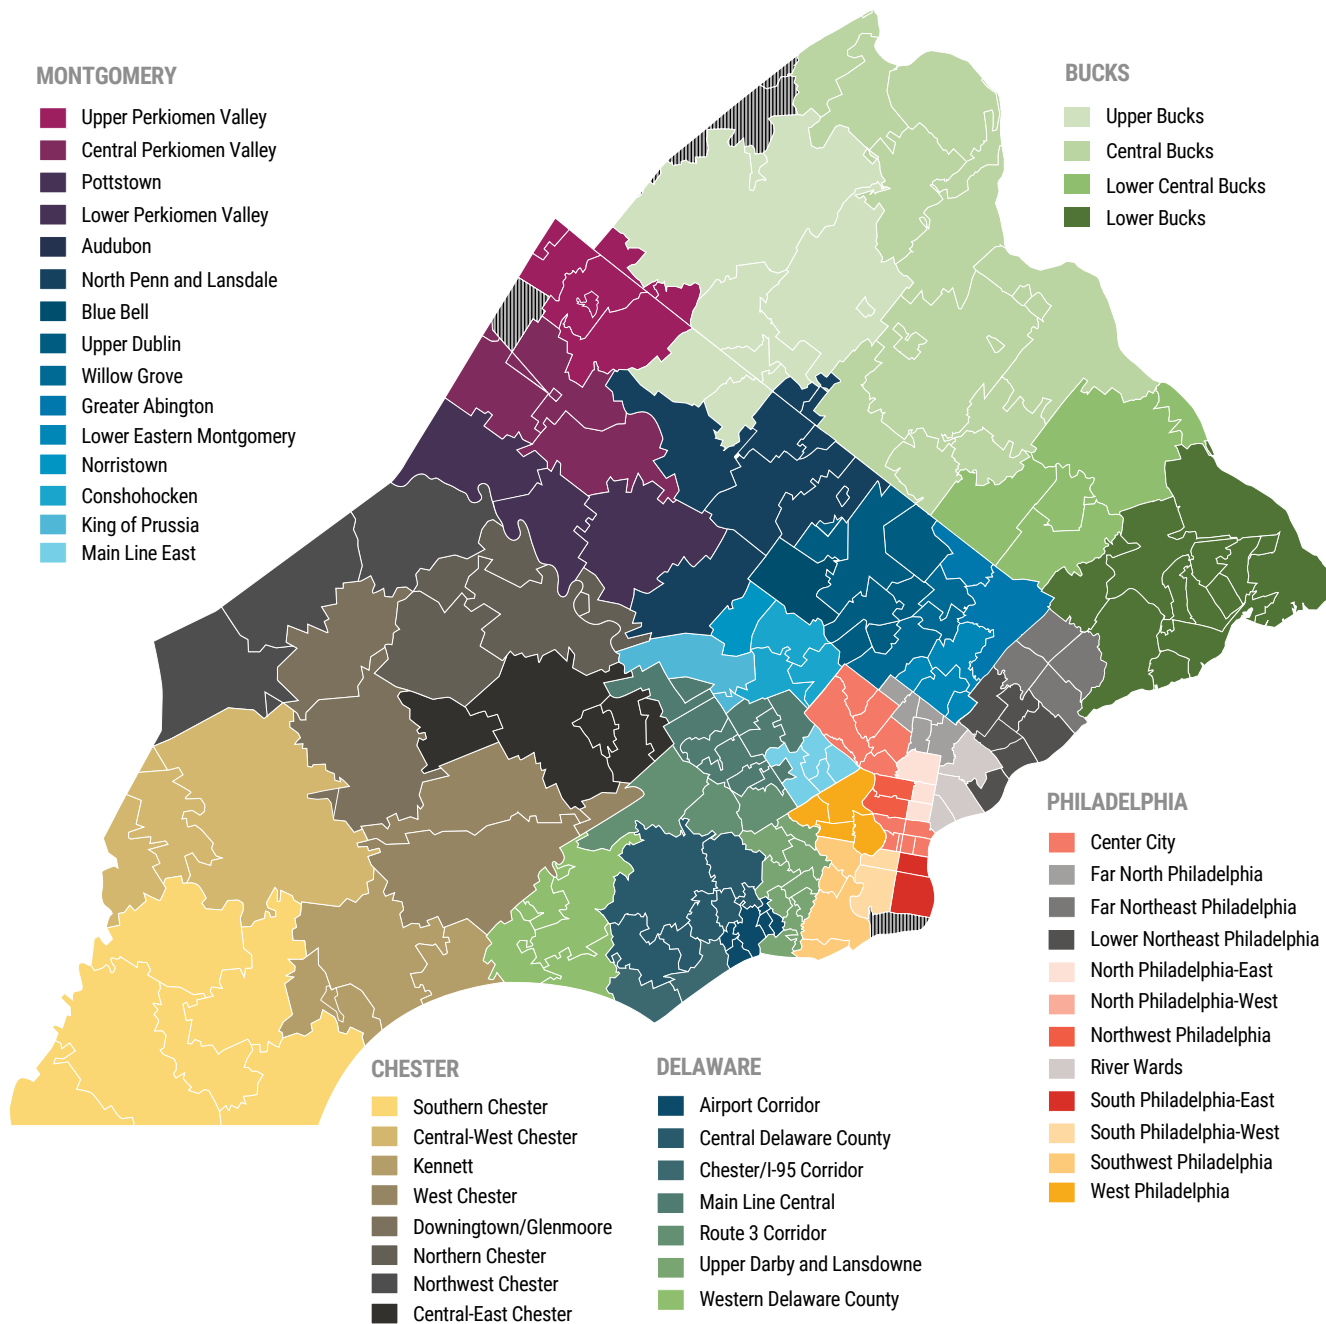 MONTGOMERY
Upper Perkiomen Valley
Central Perkiomen Valley
Pottstown
Lower Perkiomen Valley
Audubon
North Penn and Lansdale
Blue Bell
Upper Dublin
Willow Grove
Greater Abington
Lower Eastern Montgomery
Norristown
Conshohocken
King of Prussia
Main Line East
BUCKS
Upper Bucks
Central Bucks
Lower Central Bucks
Lower Bucks
PHILADELPHIA
Center City
Far North Philadelphia
Far Northeast Philadelphia
Lower Northeast Philadelphia
North Philadelphia-East
North Philadelphia-West
Northwest Philadelphia
River Wards
South Philadelphia-East
South Philadelphia-West
Southwest Philadelphia
West Philadelphia
CHESTER
Southern Chester
Central-West Chester
Kennett
West Chester
Downingtown/Glenmoore
Northern Chester
Northwest Chester
Central-East Chester
DELAWARE
Airport Corridor
Central Delaware County
Chester/I-95 Corridor
Main Line Central
Route 3 Corridor
Upper Darby and Lansdowne
Western Delaware County